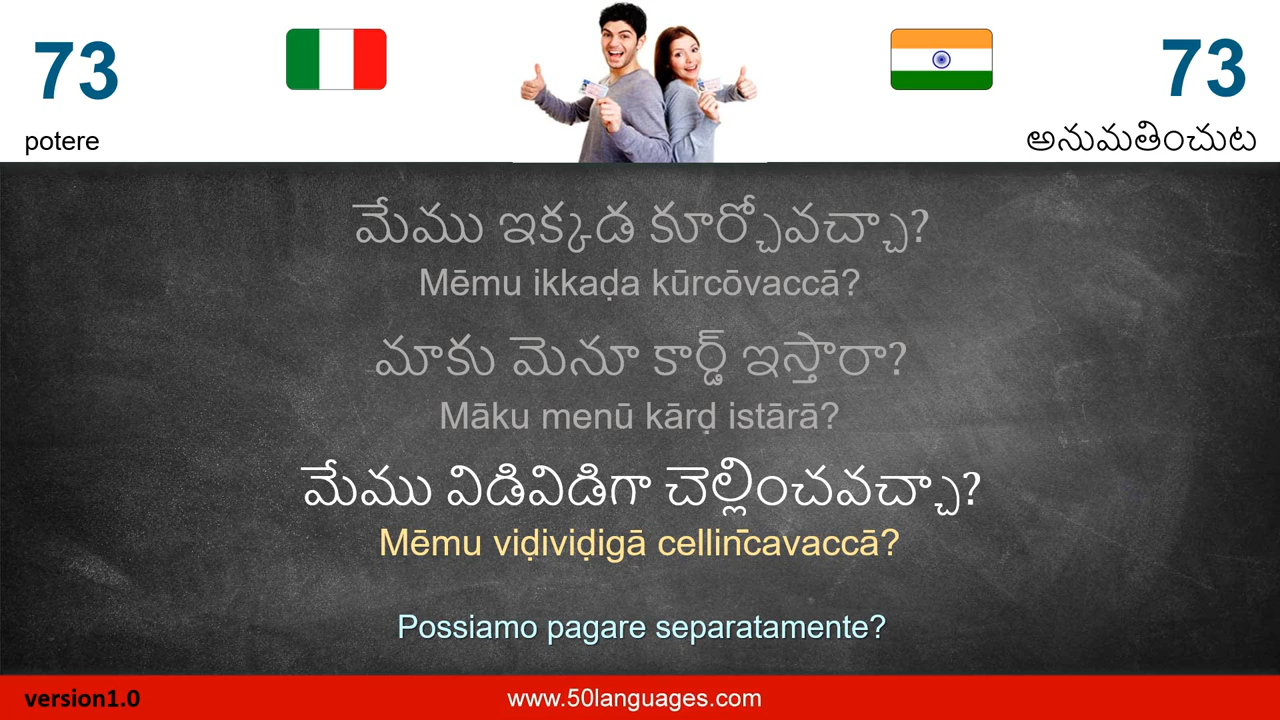 73
73
potere
అనుమతించుట
మేము ఇక్కడ కూర్చోవచ్చా?
Mēmu ikkaḍa kūrcōvaccā?
మాకు మెనూ కార్డ్ ఇస్తారా?
Māku menū kārḍ istārā?
మేము విడివిడిగా చెల్లించవచ్చా?
Mēmu viḍividigā cellin̄cavaccā?
Possiamo pagare separatamente?
version1.0
www.50languages.com